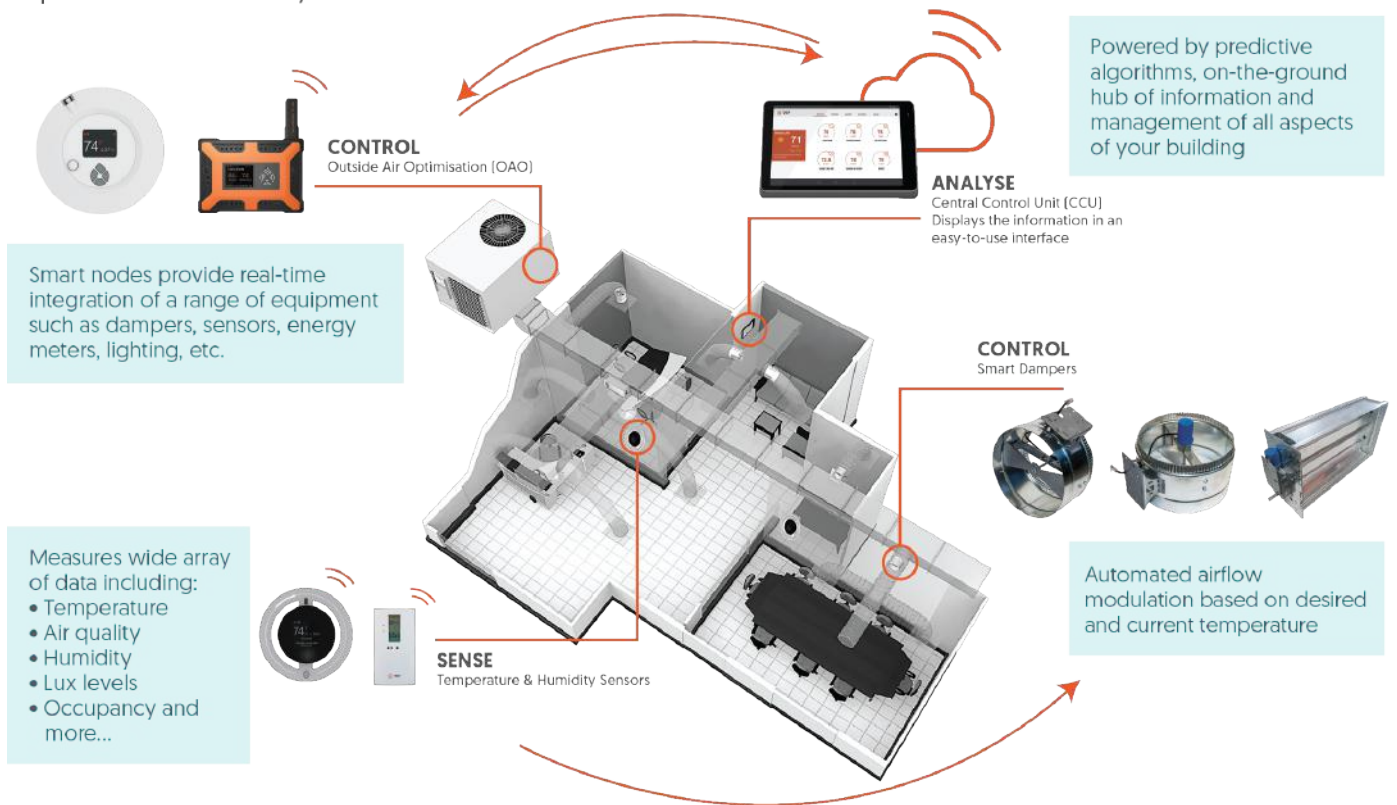 CONTROL
Outside Air Optimisation (OAO)
Smart nodes provide real-time
integration of a range of equipment
such as dampers, sensors, energy
meters, lighting, etc.
Powered by predictive
algorithms, on-the-ground
hub of information and
management of all aspects
of your building
ANALYSE
Central Control Unit (CCU)
Displays the information in an
easy-to-use interface
CONTROL
Smart Dampers
Automated airflow
modulation based on desired
and current temperature
Measures wide array
of data including:
• Temperature
• Air quality
• Humidity
• Lux levels
• Occupancy and
more...
SENSE
Temperature & Humidity Sensors
74
71
74